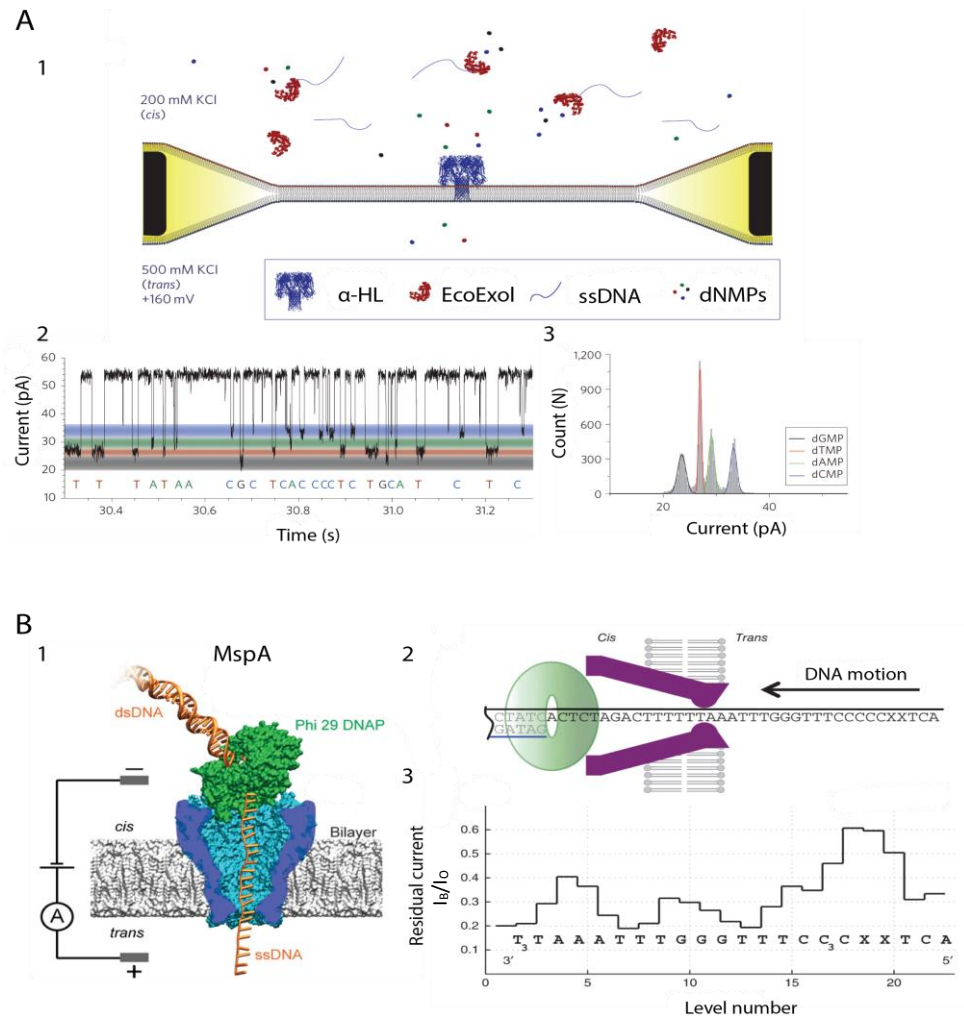 A
1
200 mM KCl
(cis)
500 mM KCl
(trans)
+160 mV
α-HL EcoExoI ssDNA dNMPs
2
Current (pA)
60
50
40
30
20
10
T T T A T A A C G C T C A C C C C T C T G C A T C T C
30.4 30.6 30.8 31.0 31.2
Time (s)
3
Count (N)
1,200
900
600
300
0
dGMP
dTMP
dAMP
dCMP
20 40
Current (pA)
B
1
MspA
dsDNA
Phi 29 DNAP
−
cis
Bilayer
A
trans
+
ssDNA
2
Cis Trans
DNA motion
CTATCACTCTAGACTTTTTTAAATTTGGGTTTCCCCCXXTCA
GATAG
3
Residual current
IB/IO
0.6
0.5
0.4
0.3
0.2
0.1
T3TAAATTTGGGTTTCC3CXXTCA
3′ 5′
0 5 10 15 20
Level number